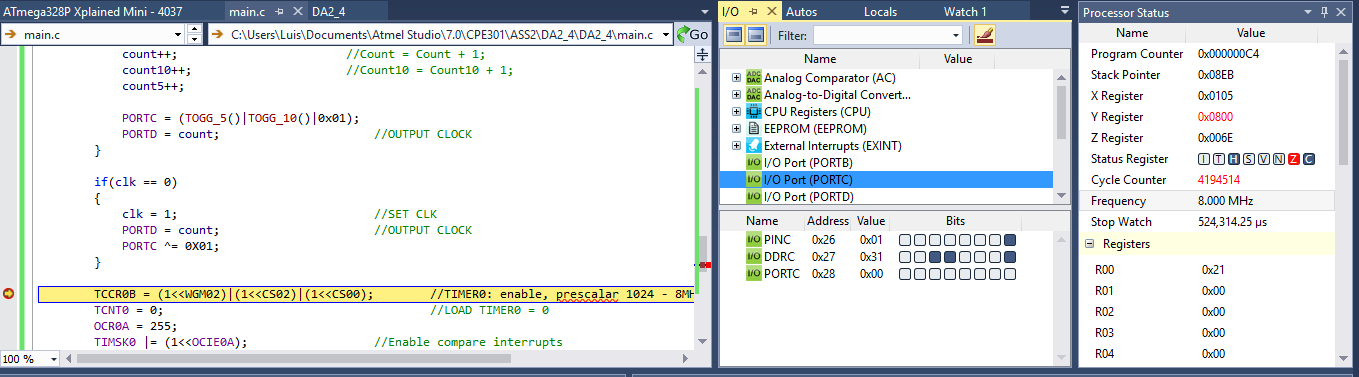 ATmega328P Xplained Mini - 4037
main.c
DA2_4
main.c
C:\Users\Luis\Documents\Atmel Studio\7.0\CPE301\ASS2\DA2_4\DA2_4\main.c
Go
count++; //Count = Count + 1;
count10++; //Count10 = Count10 + 1;
count5++;
PORTC = (TOGG_5()|TOGG_10()|0x01);
PORTD = count; //OUTPUT CLOCK
}
if(clk == 0)
{
clk = 1; //SET CLK
PORTD = count; //OUTPUT CLOCK
PORTC ^= 0X01;
}
TCCR0B = (1<<WGM02)|(1<<CS02)|(1<<CS00); //TIMER0: enable, prescalar 1024 - 8MH
TCNT0 = 0; //LOAD TIMER0 = 0
OCR0A = 255;
TIMSK0 |= (1<<OCIE0A); //Enable compare interrupts
100 %
I/O Autos Locals Watch 1
Filter:
Name Value
ADC DAC Analog Comparator (AC)
ADC DAC Analog-to-Digital Convert...
CPU Registers (CPU)
EEPROM (EEPROM)
External Interrupts (EXINT)
I/O I/O Port (PORTB)
I/O I/O Port (PORTC)
I/O I/O Port (PORTD)
Name Address Value Bits
I/O PINC 0x26 0x01
I/O DDRC 0x27 0x31
I/O PORTC 0x28 0x00
Processor Status
Name Value
Program Counter 0x000000C4
Stack Pointer 0x08EB
X Register 0x0105
Y Register 0x0800
Z Register 0x006E
Status Register I T H S V N Z C
Cycle Counter 4194514
Frequency 8.000 MHz
Stop Watch 524,314.25 µs
Registers
R00 0x21
R01 0x00
R02 0x00
R03 0x00
R04 0x00